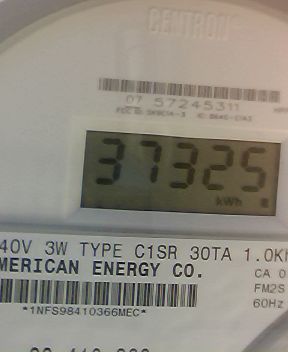 CENTRON
07 57245311
37325
kWh
40V 3W TYPE C1SR 30TA 1.0K
MERICAN ENERGY CO.
CA 0
FM2S
60Hz
*1NFS98410366MEC*